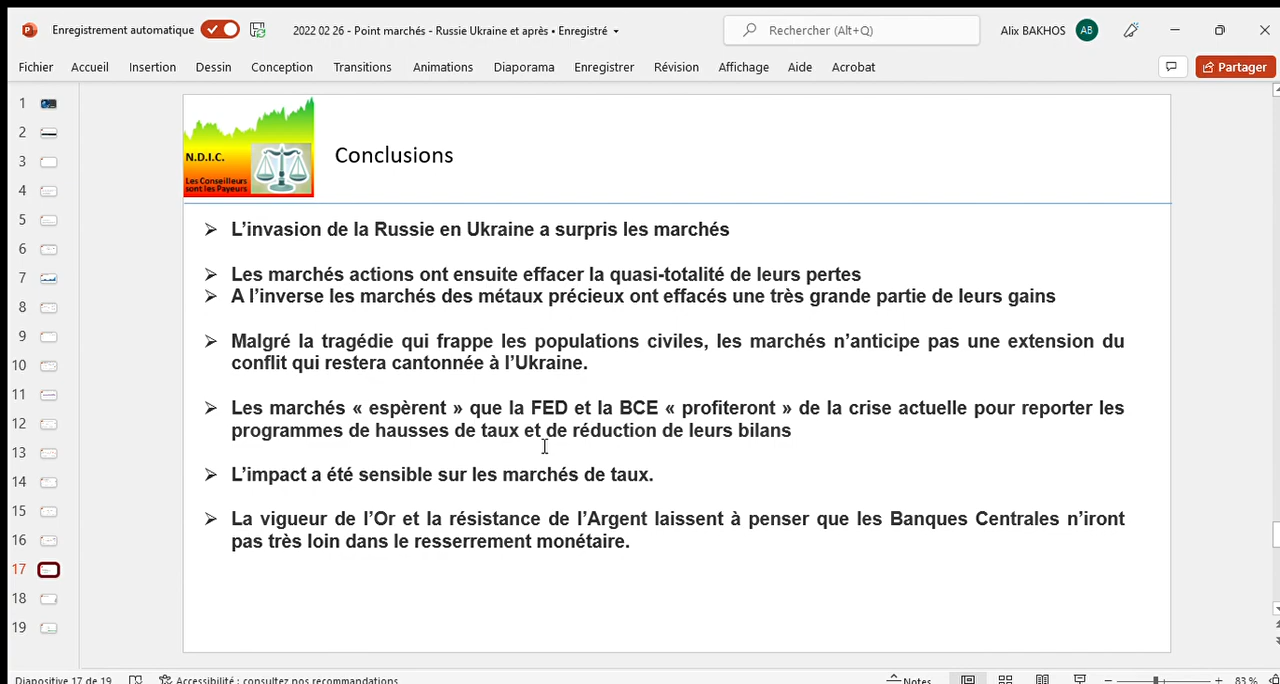 Enregistrement automatique
2022 02 26 - Point marchés - Russie Ukraine et après • Enregistré
Rechercher (Alt+Q)
Alix BAKHOS
AB
Fichier Accueil Insertion Dessin Conception Transitions Animations Diaporama Enregistrer Révision Affichage Aide Acrobat
Partager
1
2
3
4
5
6
7
8
9
10
11
12
13
14
15
16
17
18
19
N.D.I.C.
Les Conseilleurs
sont les Payeurs
Conclusions
➢ L’invasion de la Russie en Ukraine a surpris les marchés
➢ Les marchés actions ont ensuite effacer la quasi-totalité de leurs pertes
➢ A l’inverse les marchés des métaux précieux ont effacés une très grande partie de leurs gains
➢ Malgré la tragédie qui frappe les populations civiles, les marchés n’anticipe pas une extension du
conflit qui restera cantonnée à l’Ukraine.
➢ Les marchés « espèrent » que la FED et la BCE « profiteront » de la crise actuelle pour reporter les
programmes de hausses de taux et de réduction de leurs bilans
➢ L’impact a été sensible sur les marchés de taux.
➢ La vigueur de l’Or et la résistance de l’Argent laissent à penser que les Banques Centrales n’iront
pas très loin dans le resserrement monétaire.
Diapositive 17 de 19
Accessibilité : consultez nos recommandations
Notes
83 %